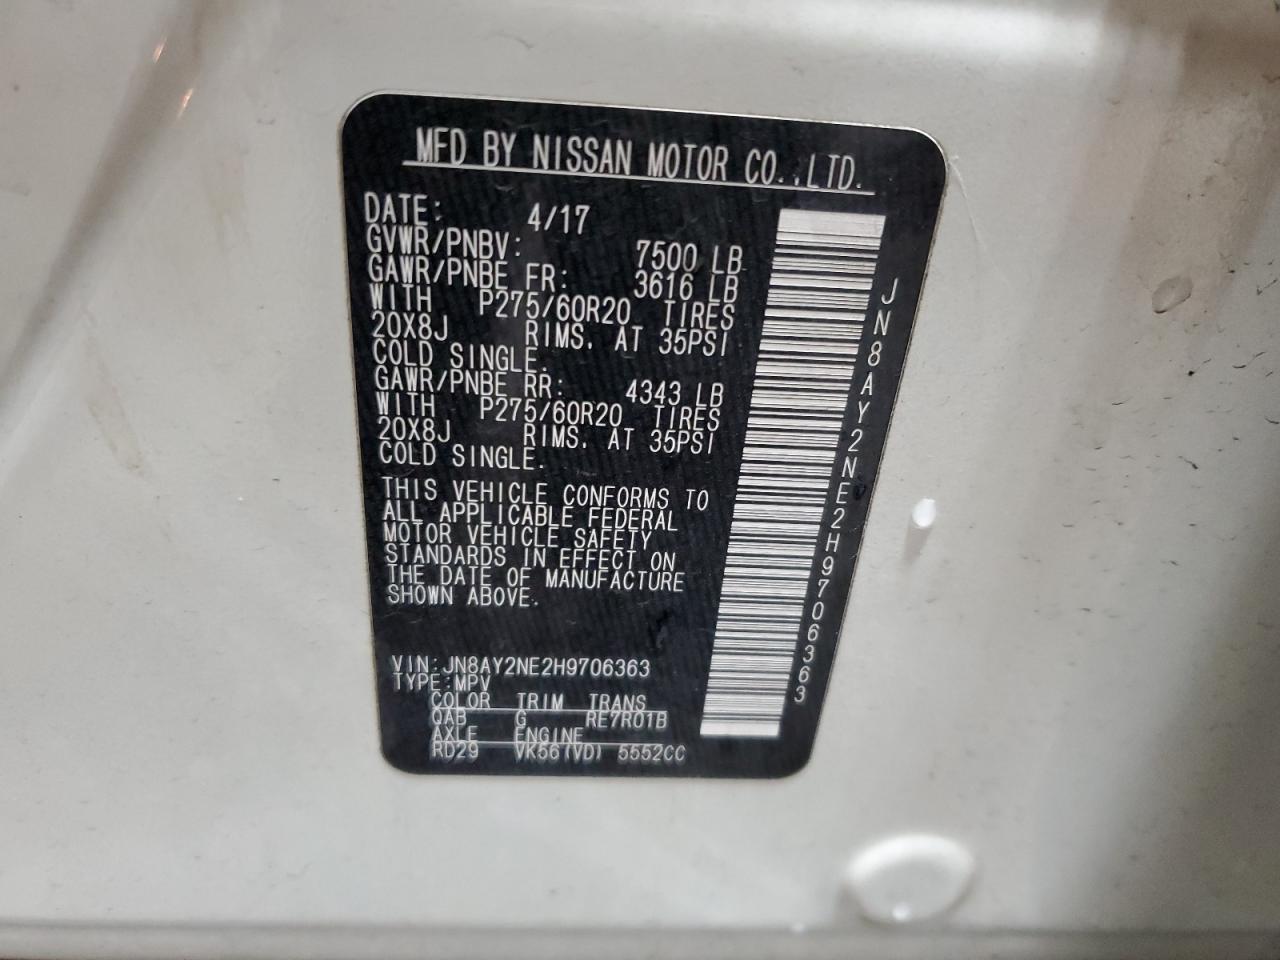 MFD BY NISSAN MOTOR CO.,LTD.
DATE: 4/17
GVWR/PNBV: 7500 LB
GAWR/PNBE FR: 3616 LB
WITH P275/60R20 TIRES
20X8J RIMS, AT 35PSI
COLD SINGLE.
GAWR/PNBE RR: 4343 LB
WITH P275/60R20 TIRES
20X8J RIMS, AT 35PSI
COLD SINGLE.
THIS VEHICLE CONFORMS TO
ALL APPLICABLE FEDERAL
MOTOR VEHICLE SAFETY
STANDARDS IN EFFECT ON
THE DATE OF MANUFACTURE
SHOWN ABOVE.
VIN:JN8AY2NE2H9706363
TYPE:MPV
COLOR TRIM TRANS
QAB G RE7R01B
AXLE ENGINE
RD29 VK56(VD) 5552CC
JN8AY2NE2H9706363